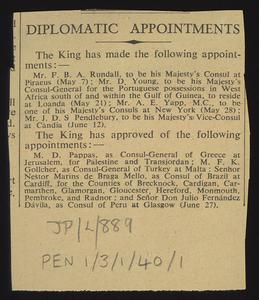 DIPLOMATIC APPOINTMENTS
The King has made the following appoint-
ments:—
Mr. F. B. A. Rundall, to be his Majesty's Consul at
Piraeus (May 7); Mr. D. Young, to be his Majesty's
Consul-General for the Portuguese possessions in West
Africa south of and within the Gulf of Guinea, to reside
at Loanda (May 21); Mr. A. E. Yapp, M.C., to be
one of his Majesty's Consuls at New York (May 28);
Mr. J. D. S Pendlebury, to be his Majesty's Vice-Consul
at Candia (June 12).
The King has approved of the following
appointments:—
M. D. Pappas, as Consul-General of Greece at
Jerusalem, for Palestine and Transjordan; M. F. K.
Gollcher, as Consul-General of Turkey at Malta; Senhor
Nestor Marins de Braga Mello, as Consul of Brazil at
Cardiff, for the Counties of Brecknock, Cardigan, Car-
marthen, Glamorgan, Gloucester, Hereford, Monmouth,
Pembroke, and Radnor; and Señor Don Julio Fernández
Dávila, as Consul of Peru at Glasgow (June 27).
JP/L/889
PEN 1/3/1/40/1